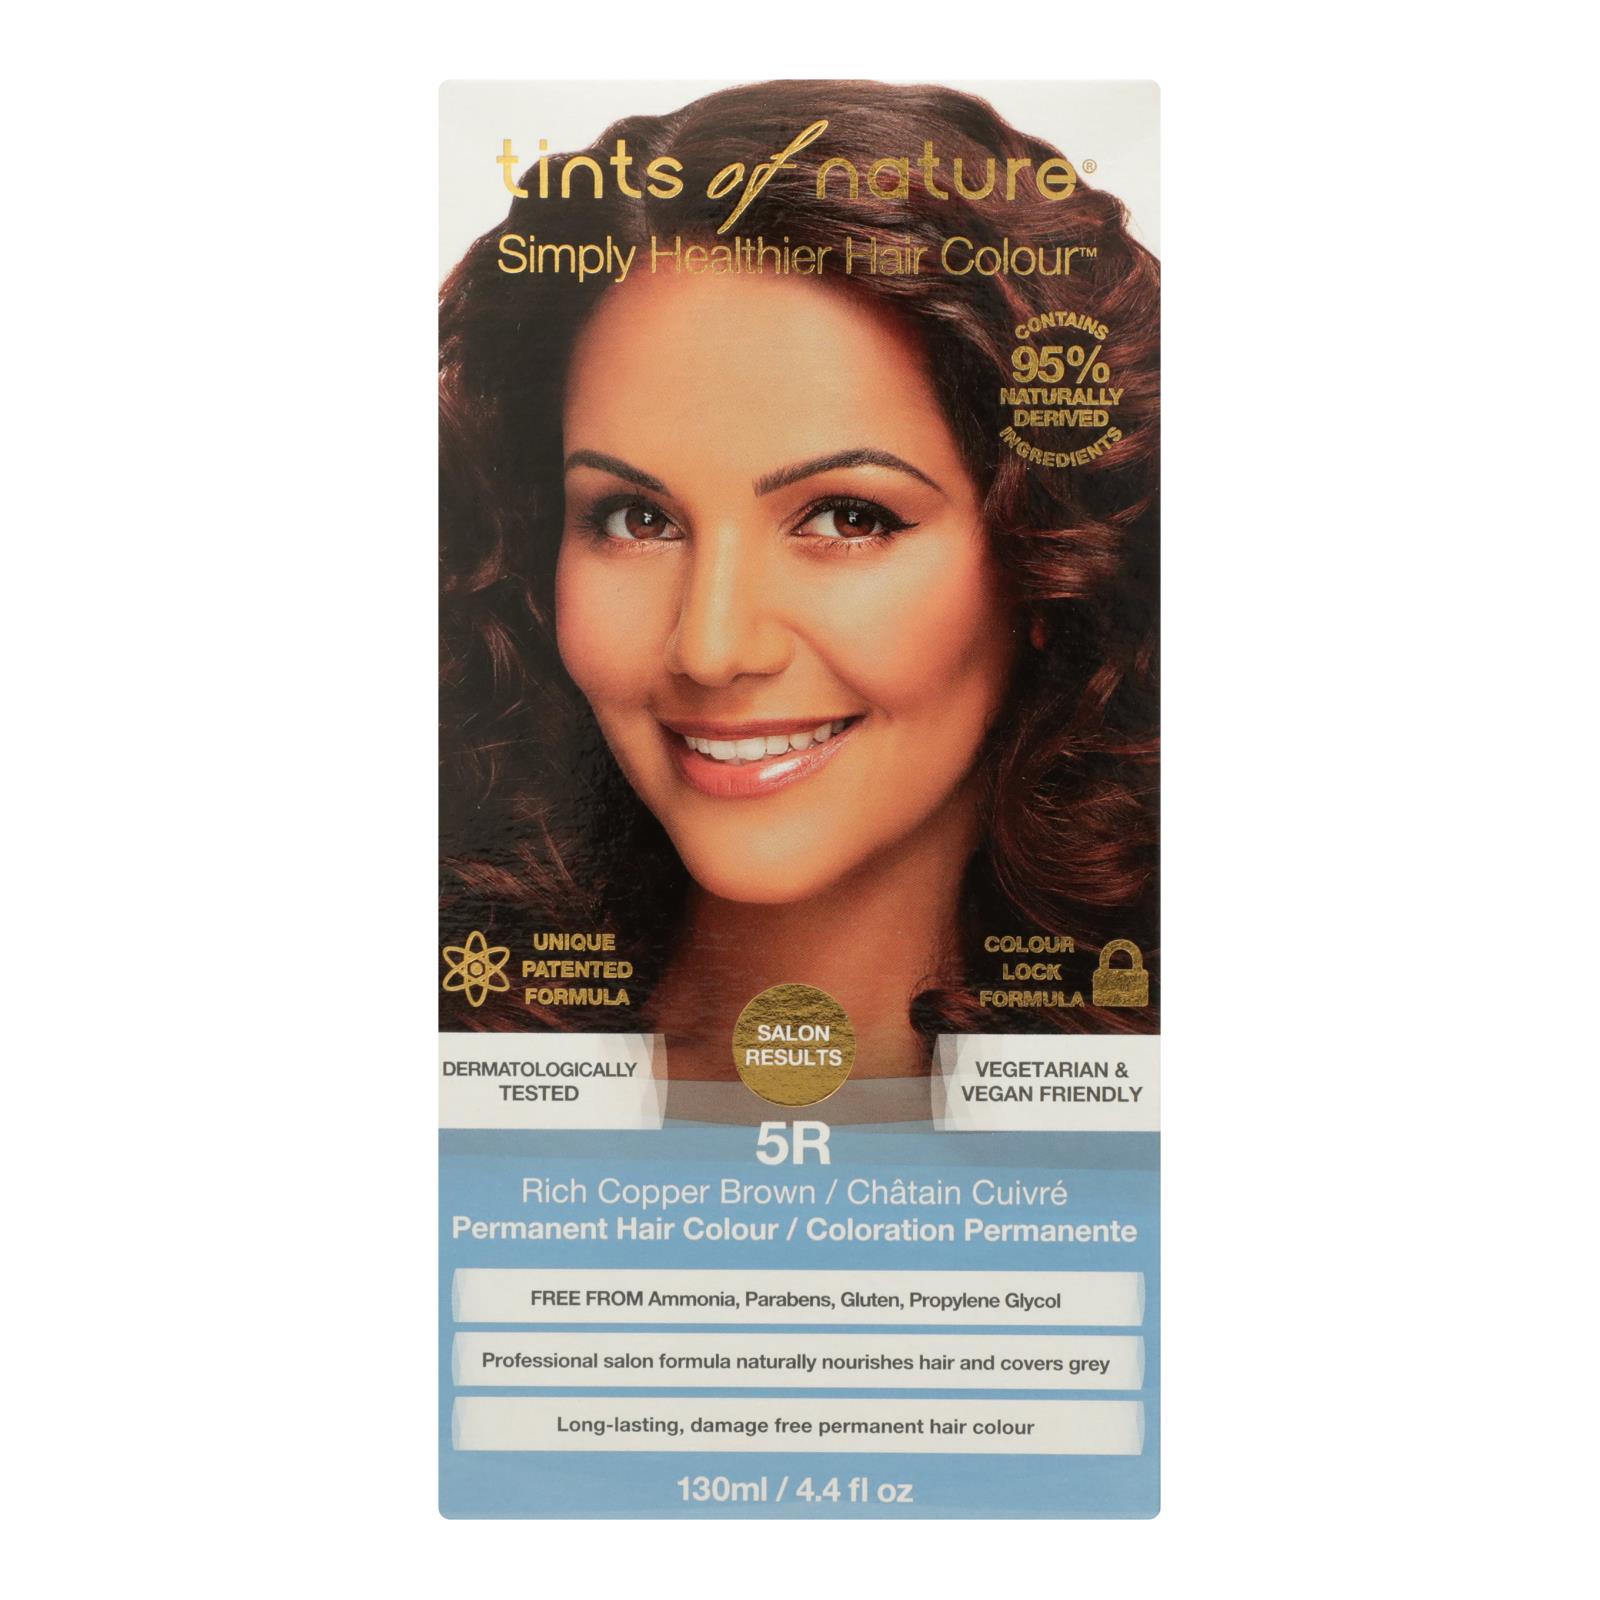 tints of nature®
Simply Healthier Hair Colour™
CONTAINS
95%
NATURALLY
DERIVED
INGREDIENTS
UNIQUE
PATENTED
FORMULA
COLOUR
LOCK
FORMULA
SALON
RESULTS
DERMATOLOGICALLY
TESTED
VEGETARIAN &
VEGAN FRIENDLY
5R
Rich Copper Brown / Châtain Cuivré
Permanent Hair Colour / Coloration Permanente
FREE FROM Ammonia, Parabens, Gluten, Propylene Glycol
Professional salon formula naturally nourishes hair and covers grey
Long-lasting, damage free permanent hair colour
130ml / 4.4 fl oz